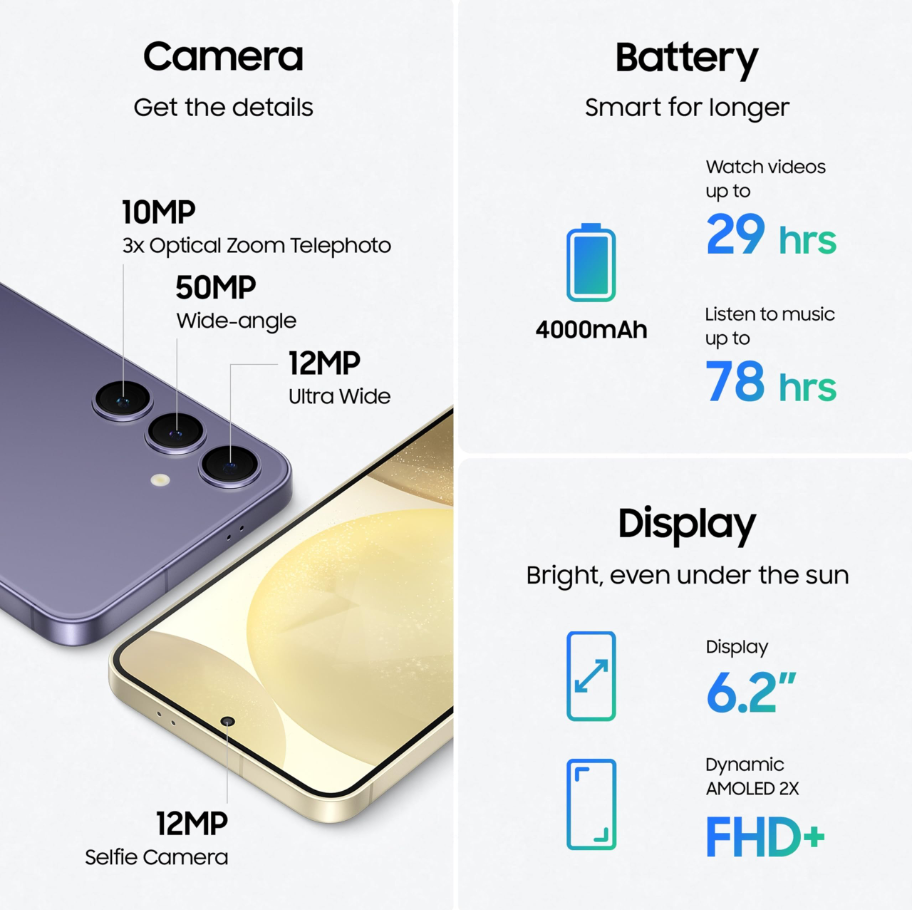 Camera
Get the details
10MP
3x Optical Zoom Telephoto
50MP
Wide-angle
12MP
Ultra Wide
12MP
Selfie Camera
Battery
Smart for longer
4000mAh
Watch videos
up to
29 hrs
Listen to music
up to
78 hrs
Display
Bright, even under the sun
Display
6.2”
Dynamic
AMOLED 2X
FHD+